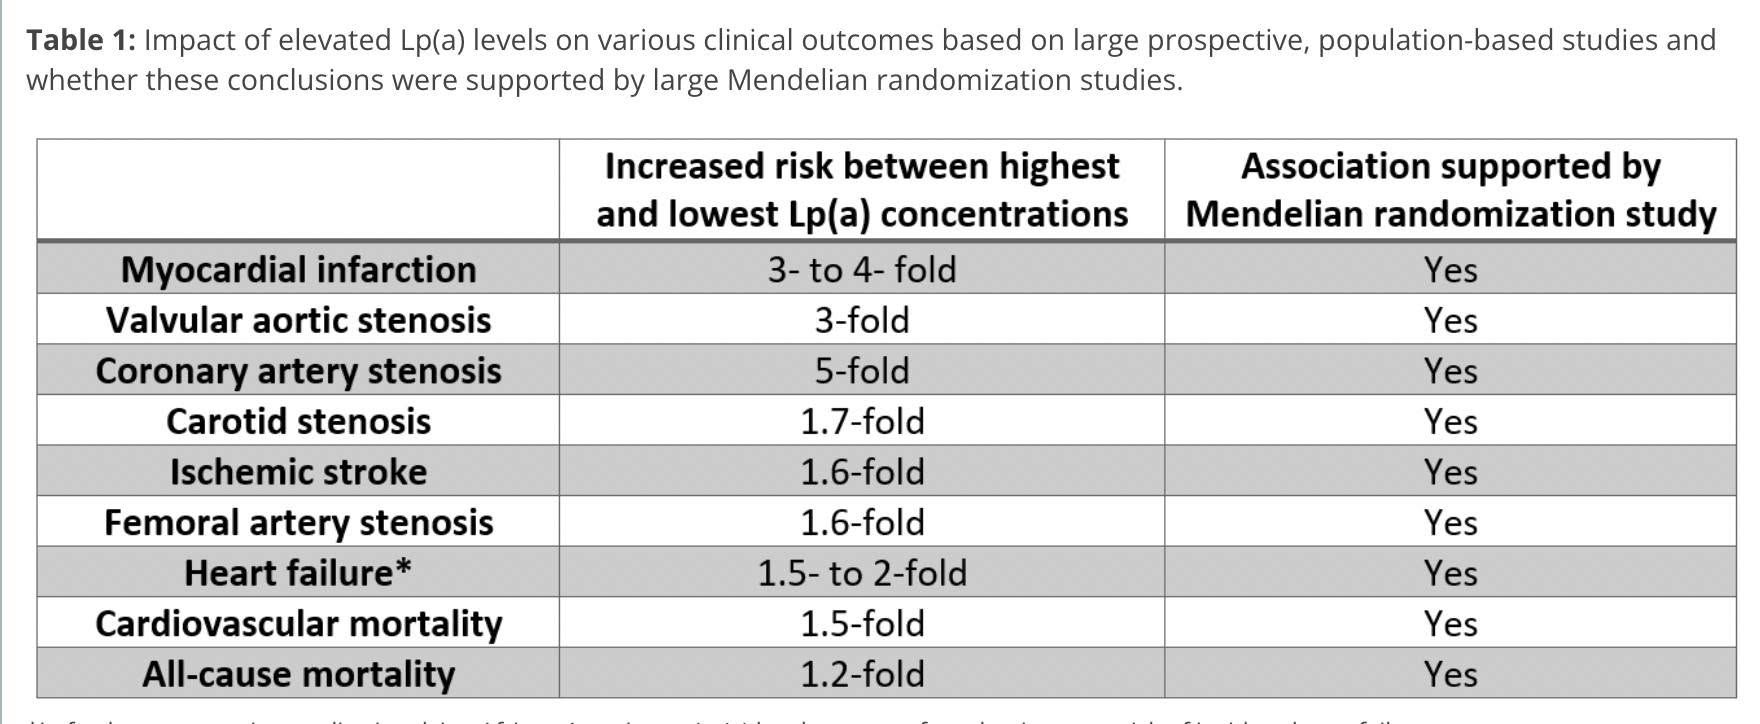 Table 1: Impact of elevated Lp(a) levels on various clinical outcomes based on large prospective, population-based studies and
whether these conclusions were supported by large Mendelian randomization studies.
Increased risk between highest
and lowest Lp(a) concentrations
Association supported by
Mendelian randomization study
Myocardial infarction 3- to 4- fold Yes
Valvular aortic stenosis 3-fold Yes
Coronary artery stenosis 5-fold Yes
Carotid stenosis 1.7-fold Yes
Ischemic stroke 1.6-fold Yes
Femoral artery stenosis 1.6-fold Yes
Heart failure* 1.5- to 2-fold Yes
Cardiovascular mortality 1.5-fold Yes
All-cause mortality 1.2-fold Yes